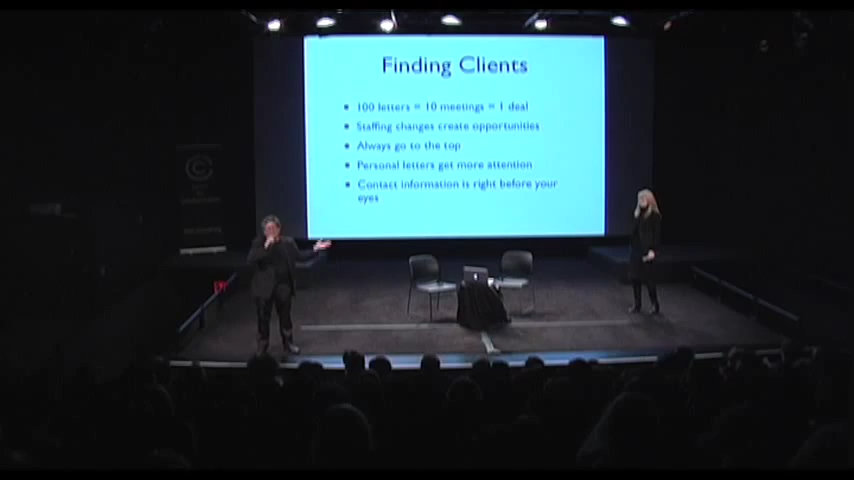 Finding Clients
• 100 letters = 10 meetings = 1 deal
• Staffing changes create opportunities
• Always go to the top
• Personal letters get more attention
• Contact information is right before your
eyes